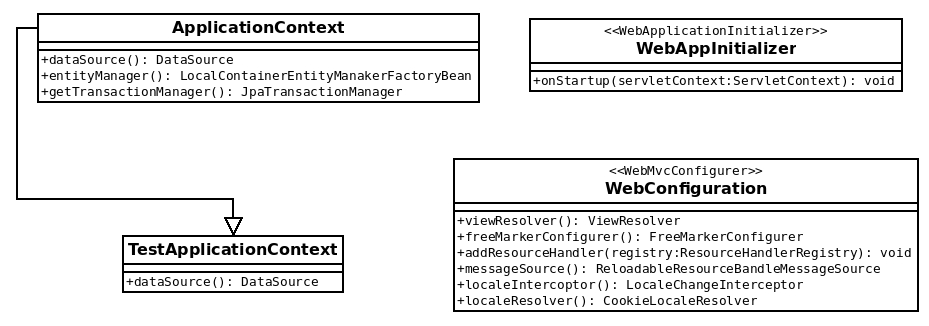 ApplicationContext
+dataSource(): DataSource
+entityManager(): LocalContainerEntityManakerFactoryBean
+getTransactionManager(): JpaTransactionManager
<<WebApplicationInitializer>>
WebAppInitializer
+onStartup(servletContext:ServletContext): void
<<WebMvcConfigurer>>
WebConfiguration
+viewResolver(): ViewResolver
+freeMarkerConfigurer(): FreeMarkerConfigurer
+addResourceHandler(registry:ResourceHandlerRegistry): void
+messageSource(): ReloadableResourceBandleMessageSource
+localeIntercoptor(): LocaleChangeInterceptor
+localeResolver(): CookieLocaleResolver
TestApplicationContext
+dataSource(): DataSource